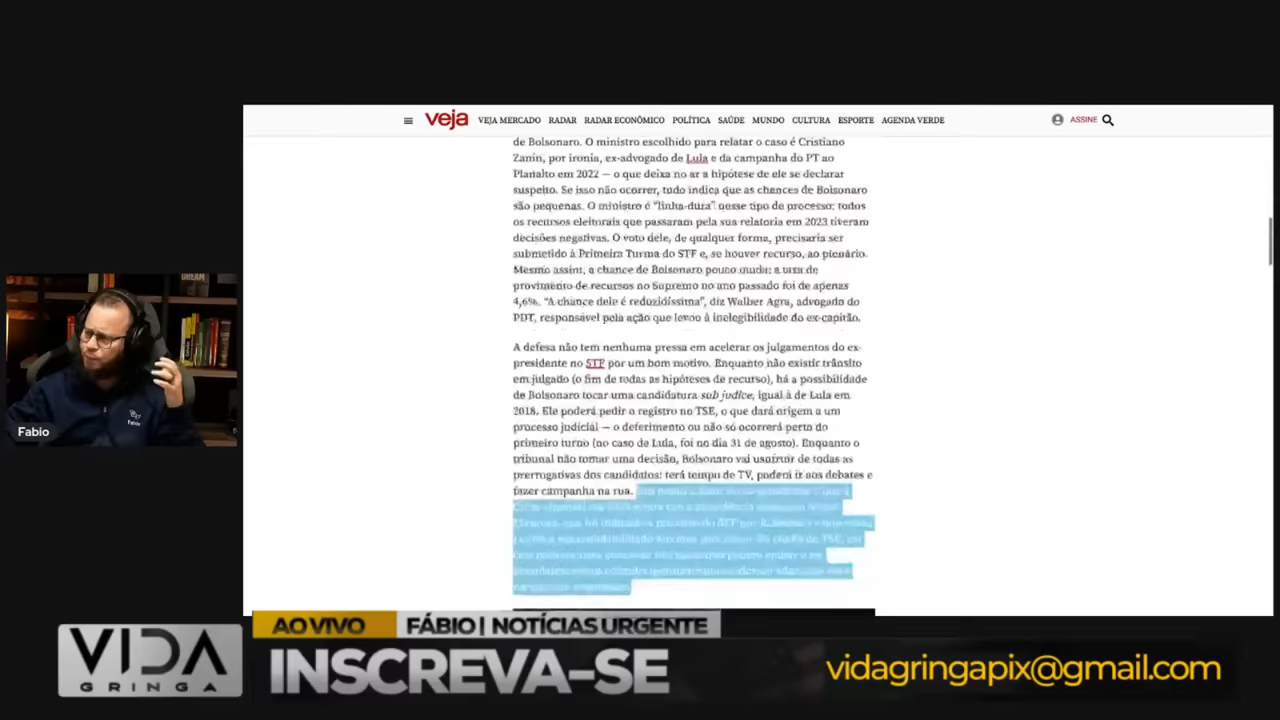 veja
VEJA MERCADO RADAR RADAR ECONÔMICO POLÍTICA SAÚDE MUNDO CULTURA ESPORTE AGENDA VERDE
ASSINE
de Bolsonaro. O ministro escolhido para relatar o caso é Cristiano
Zanin, por ironia, ex-advogado de Lula e da campanha do PT ao
Planalto em 2022 — o que deixa no ar a hipótese de ele se declarar
suspeito. Se isso não ocorrer, tudo indica que as chances de Bolsonaro
são pequenas. O ministro é “linha-dura” nesse tipo de processo: todos
os recursos eleitorais que passaram pela sua relatoria em 2023 tiveram
decisões negativas. O voto dele, de qualquer forma, precisaria ser
submetido à Primeira Turma do STF e, se houver recurso, ao plenário.
Mesmo assim, a chance de Bolsonaro pouco muda: a taxa de
provimento de recursos no Supremo no ano passado foi de apenas
4,6%. “A chance dele é reduzidíssima”, diz Walber Agra, advogado do
PDT, responsável pela ação que levou à inelegibilidade do ex-capitão.
A defesa não tem nenhuma pressa em acelerar os julgamentos do ex-
presidente no STF por um bom motivo. Enquanto não existir trânsito
em julgado (o fim de todas as hipóteses de recurso), há a possibilidade
de Bolsonaro tocar uma candidatura sub judice, igual à de Lula em
2018. Ele poderá pedir o registro no TSE, o que dará origem a um
processo judicial — o deferimento ou não só ocorrerá perto do
primeiro turno (no caso de Lula, foi no dia 31 de agosto). Enquanto o
tribunal não tomar uma decisão, Bolsonaro vai usufruir de todas as
prerrogativas dos candidatos: terá tempo de TV, poderá ir aos debates e
fazer campanha na rua.
Fabio
AO VIVO FÁBIO | NOTÍCIAS URGENTE
VIDA
GRINGA
INSCREVA-SE
vidagringapix@gmail.com